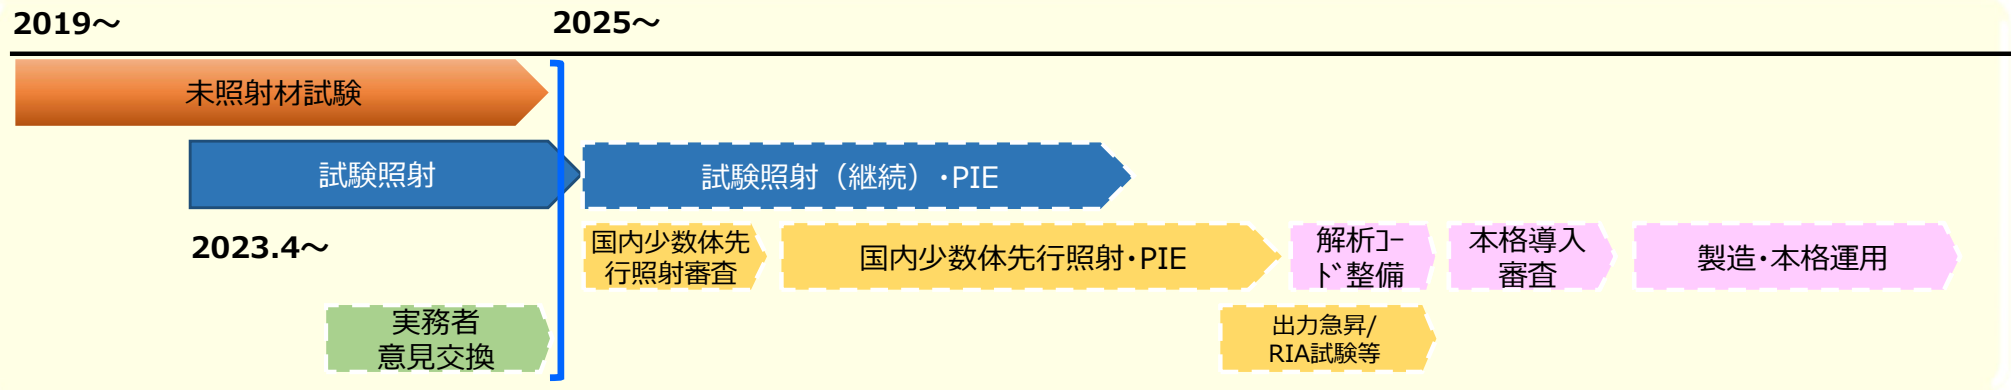 2019～
2025～
未照射材試験
試験照射
試験照射（継続）・PIE
2023.4～
国内少数体先
行照射審査
国内少数体先行照射・PIE
解析ｺｰ
ﾄﾞ整備
本格導入
審査
製造・本格運用
実務者
意見交換
出力急昇/
RIA試験等